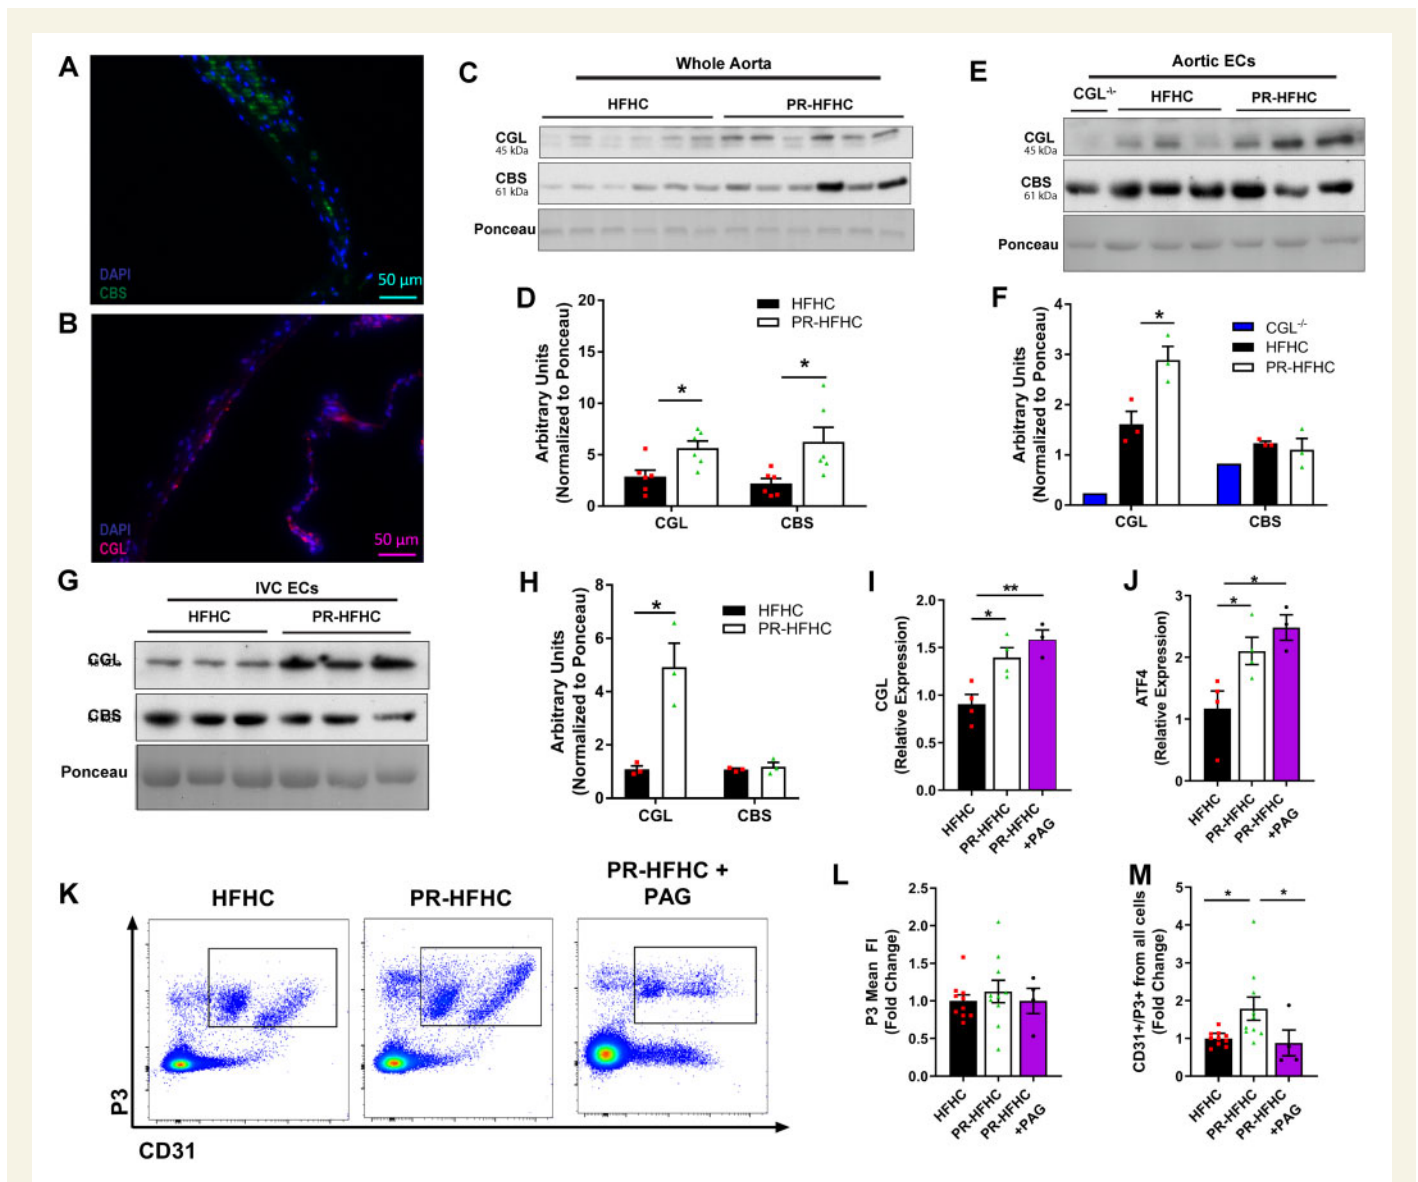 A
DAPI
CBS
50 µm
B
DAPI
CGL
50 µm
C
Whole Aorta
HFHC
PR-HFHC
CGL
45 kDa
CBS
61 kDa
Ponceau
D
Arbitrary Units
(Normalized to Ponceau)
20
15
10
5
0
HFHC
PR-HFHC
*
*
CGL
CBS
E
Aortic ECs
CGL-/-
HFHC
PR-HFHC
CGL
45 kDa
CBS
61 kDa
Ponceau
F
Arbitrary Units
(Normalized to Ponceau)
4
3
2
1
0
*
CGL-/-
HFHC
PR-HFHC
CGL
CBS
G
IVC ECs
HFHC
PR-HFHC
CGL
CBS
Ponceau
H
Arbitrary Units
(Normalized to Ponceau)
8
6
4
2
0
*
HFHC
PR-HFHC
CGL
CBS
I
CGL
(Relative Expression)
2.0
1.5
1.0
0.5
0.0
**
*
HFHC
PR-HFHC
PR-HFHC
+PAG
J
ATF4
(Relative Expression)
3
2
1
0
*
*
HFHC
PR-HFHC
PR-HFHC
+PAG
K
HFHC
PR-HFHC
PR-HFHC +
PAG
P3
CD31
L
P3 Mean FI
(Fold Change)
2.5
2.0
1.5
1.0
0.5
0.0
HFHC
PR-HFHC
PR-HFHC
+PAG
M
CD31+/P3+ from all cells
(Fold Change)
5
4
3
2
1
0
*
*
HFHC
PR-HFHC
PR-HFHC
+PAG